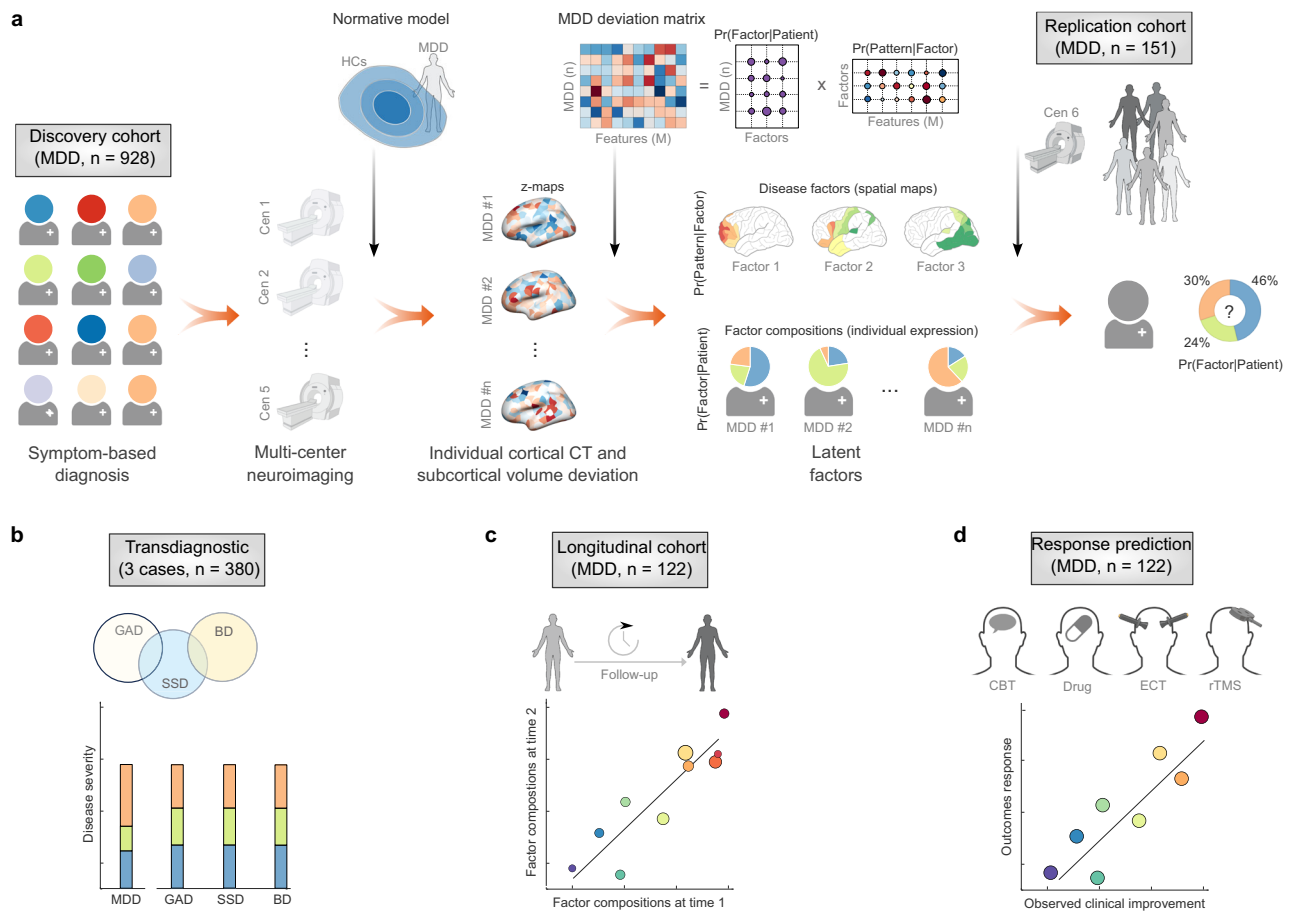 a
Normative model
HCs
MDD
MDD deviation matrix
MDD (n)
Features (M)
=
Pr(Factor|Patient)
MDD (n)
Factors
x
Pr(Pattern|Factor)
Factors
Features (M)
Replication cohort
(MDD, n = 151)
Cen 6
Discovery cohort
(MDD, n = 928)
Cen 1
Cen 2
...
Cen 5
z-maps
MDD #1
MDD #2
...
MDD #n
Disease factors (spatial maps)
Pr(Pattern|Factor)
Factor 1
Factor 2
Factor 3
Factor compositions (individual expression)
Pr(Factor|Patient)
...
MDD #1
MDD #2
MDD #n
30%
46%
?
24%
Pr(Factor|Patient)
Symptom-based
diagnosis
Multi-center
neuroimaging
Individual cortical CT and
subcortical volume deviation
Latent
factors
b
Transdiagnostic
(3 cases, n = 380)
GAD
SSD
BD
Disease severity
MDD
GAD
SSD
BD
c
Longitudinal cohort
(MDD, n = 122)
Follow-up
Factor compostions at time 2
Factor compositions at time 1
d
Response prediction
(MDD, n = 122)
CBT
Drug
ECT
rTMS
Outcomes response
Observed clinical improvement